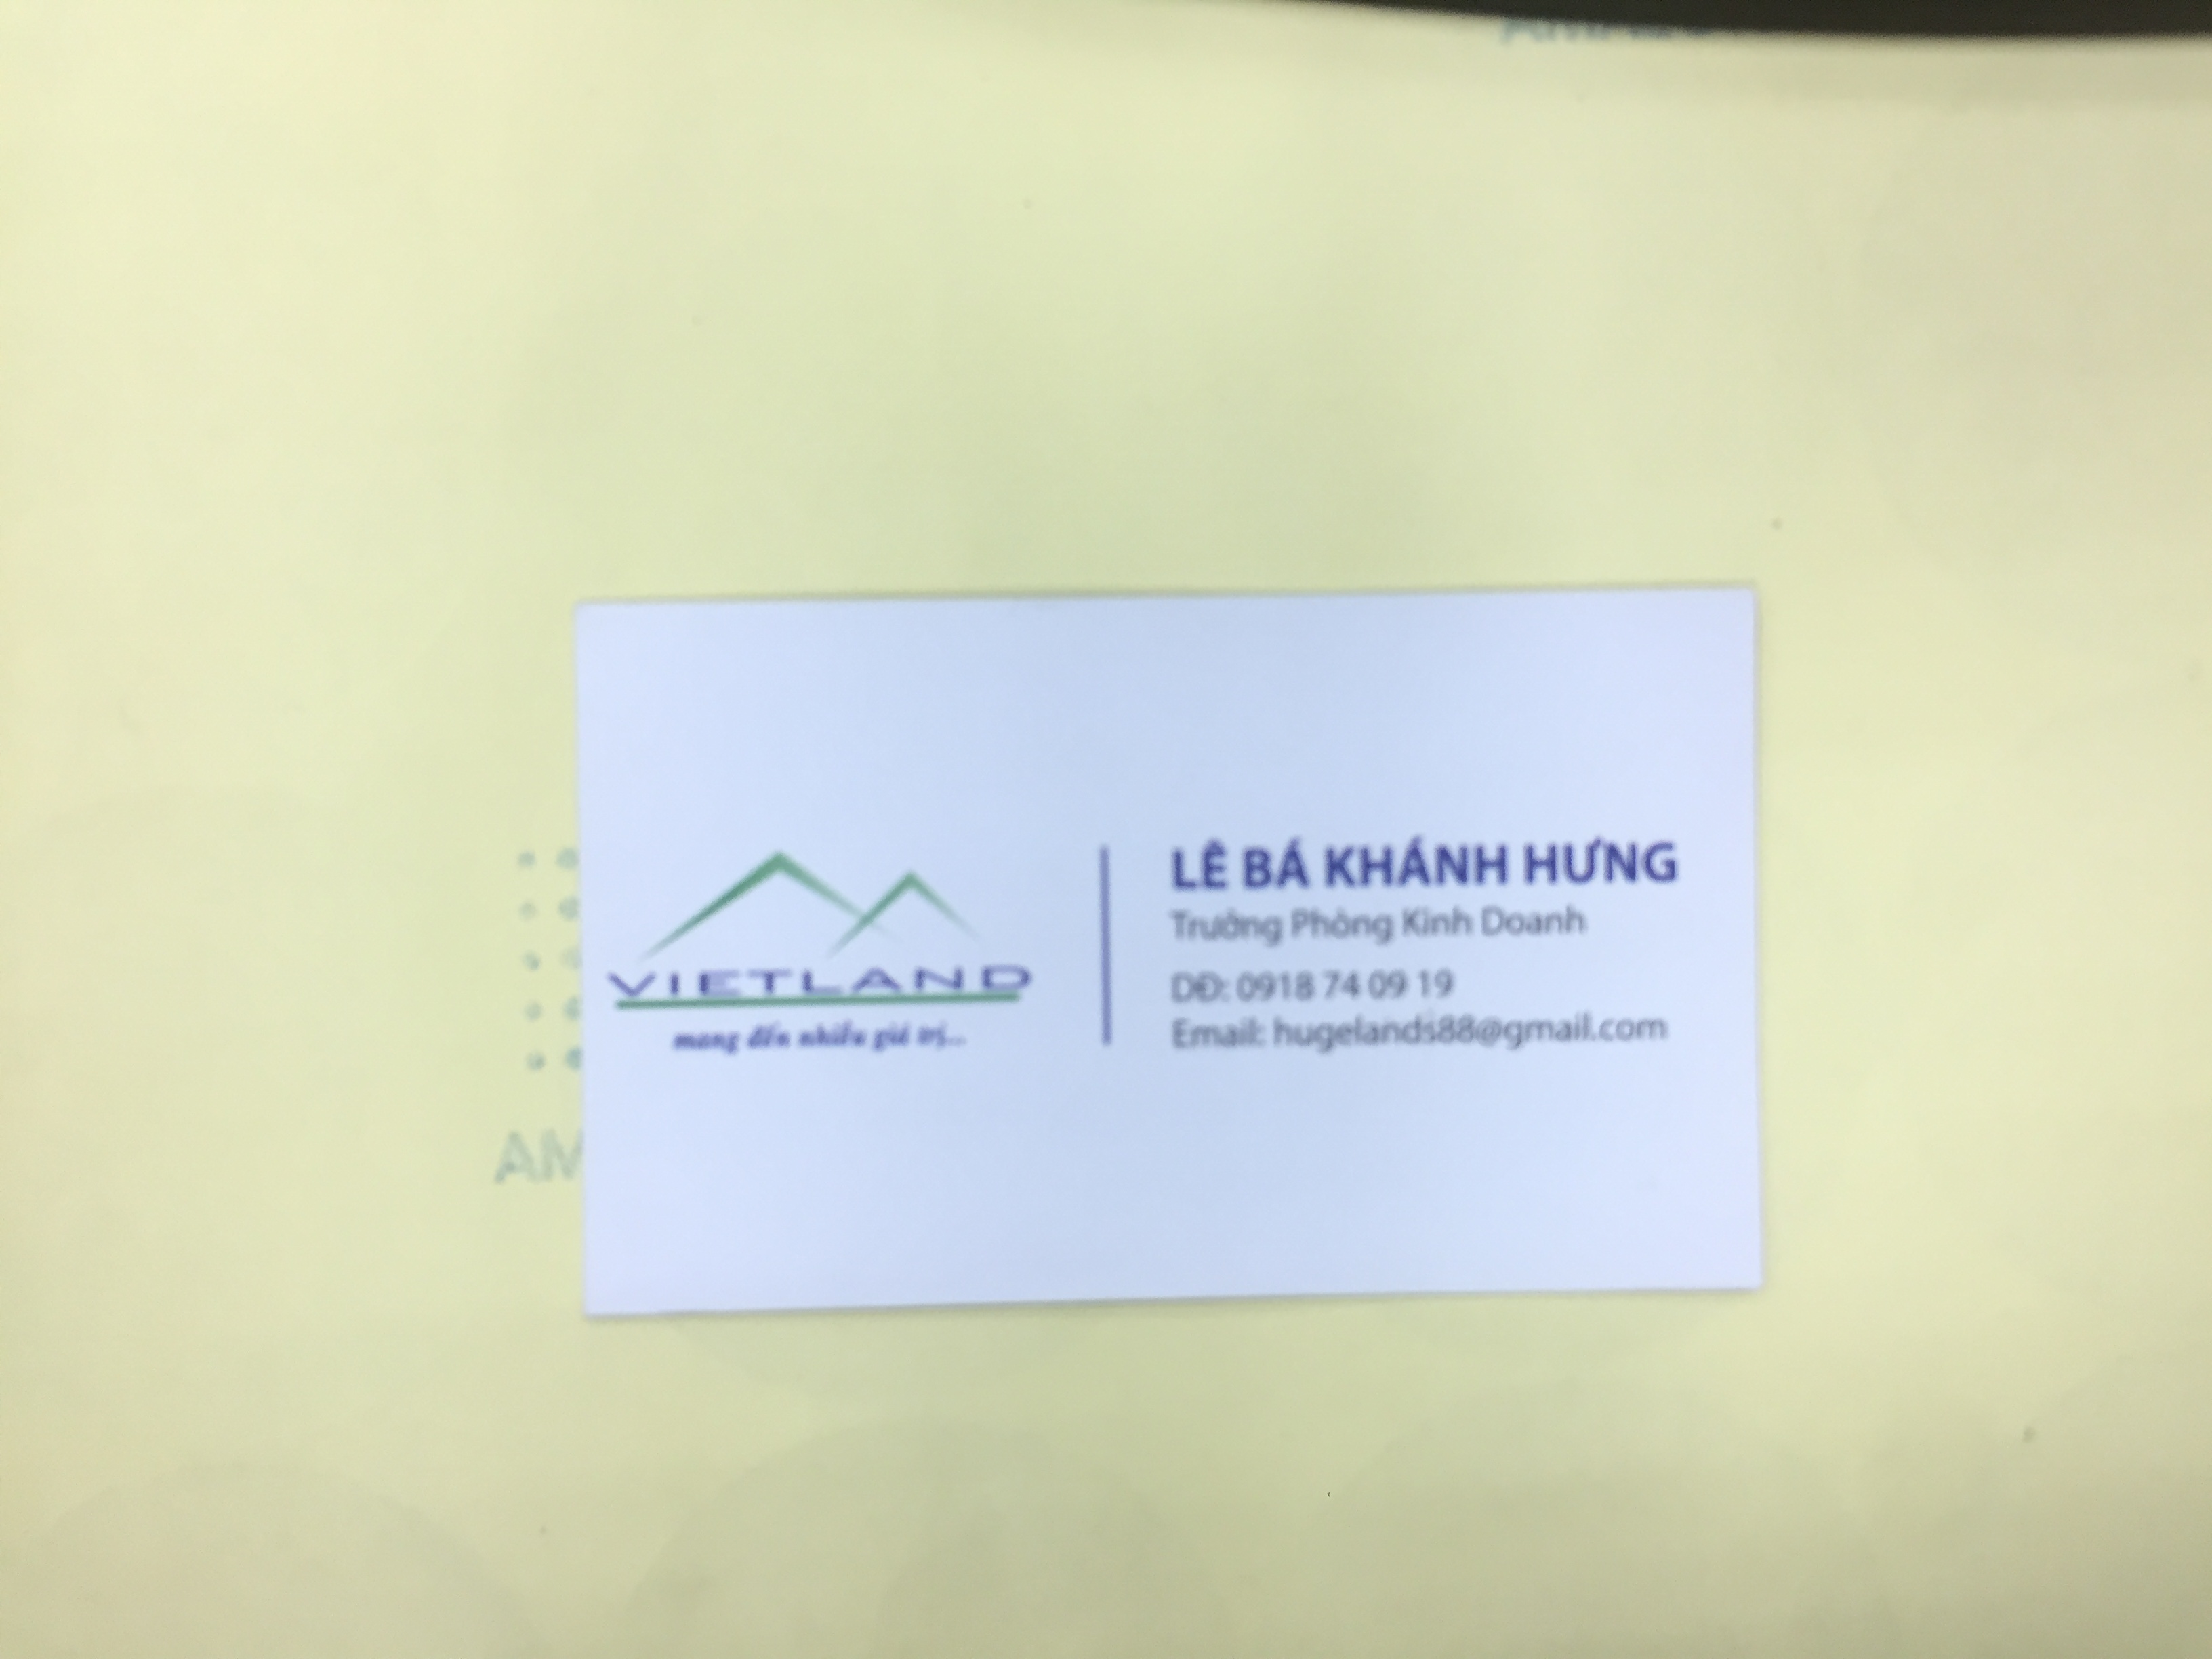 VIETLAND
mang đến nhiều giá trị...
LÊ BÁ KHÁNH HƯNG
Trưởng Phòng Kinh Doanh
DĐ: 0918 74 09 19
Email: hugelands88@gmail.com
AM